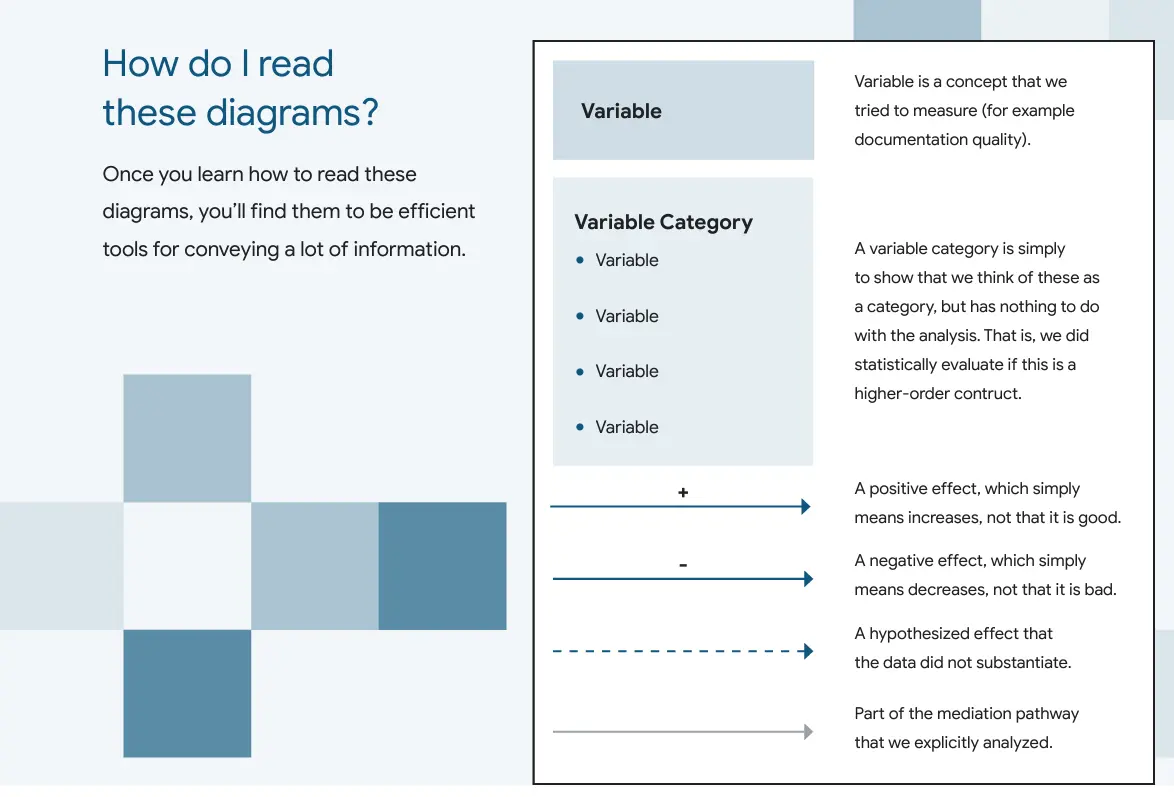 How do I read
these diagrams?
Once you learn how to read these
diagrams, you’ll find them to be efficient
tools for conveying a lot of information.
Variable
Variable is a concept that we
tried to measure (for example
documentation quality).
Variable Category
• Variable
• Variable
• Variable
• Variable
A variable category is simply
to show that we think of these as
a category, but has nothing to do
with the analysis. That is, we did
statistically evaluate if this is a
higher-order contruct.
+
A positive effect, which simply
means increases, not that it is good.
-
A negative effect, which simply
means decreases, not that it is bad.
A hypothesized effect that
the data did not substantiate.
Part of the mediation pathway
that we explicitly analyzed.